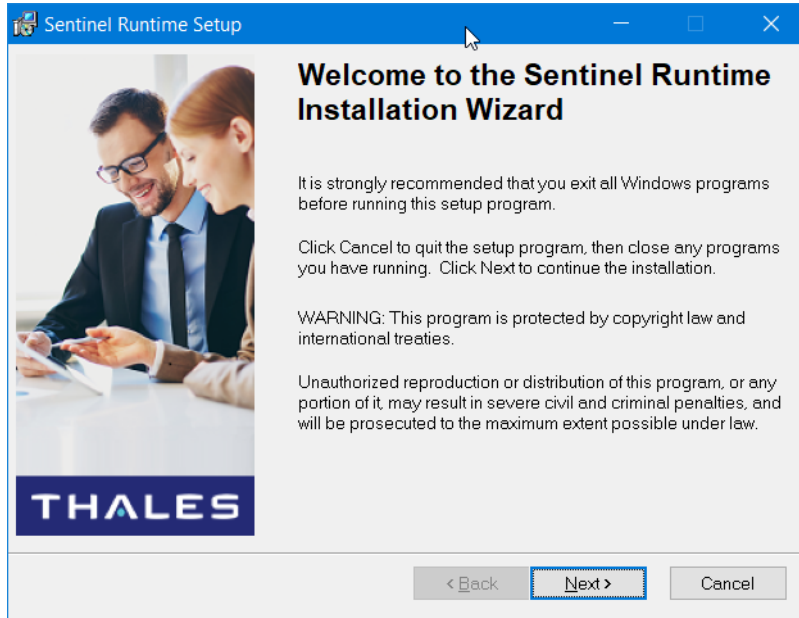 Sentinel Runtime Setup
Welcome to the Sentinel Runtime
Installation Wizard
It is strongly recommended that you exit all Windows programs
before running this setup program.
Click Cancel to quit the setup program, then close any programs
you have running.  Click Next to continue the installation.
WARNING: This program is protected by copyright law and
international treaties.
Unauthorized reproduction or distribution of this program, or any
portion of it, may result in severe civil and criminal penalties, and
will be prosecuted to the maximum extent possible under law.
THALES
< Back
Next >
Cancel